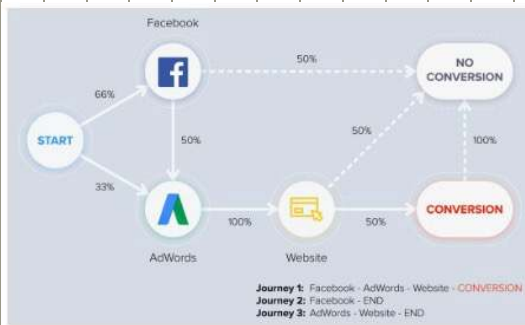 Facebook
50%
NO
CONVERSION
66%
START
50%
50%
100%
33%
100%
50%
CONVERSION
AdWords
Website
Journey 1: Facebook - AdWords - Website - CONVERSION
Journey 2: Facebook - END
Journey 3: AdWords - Website - END